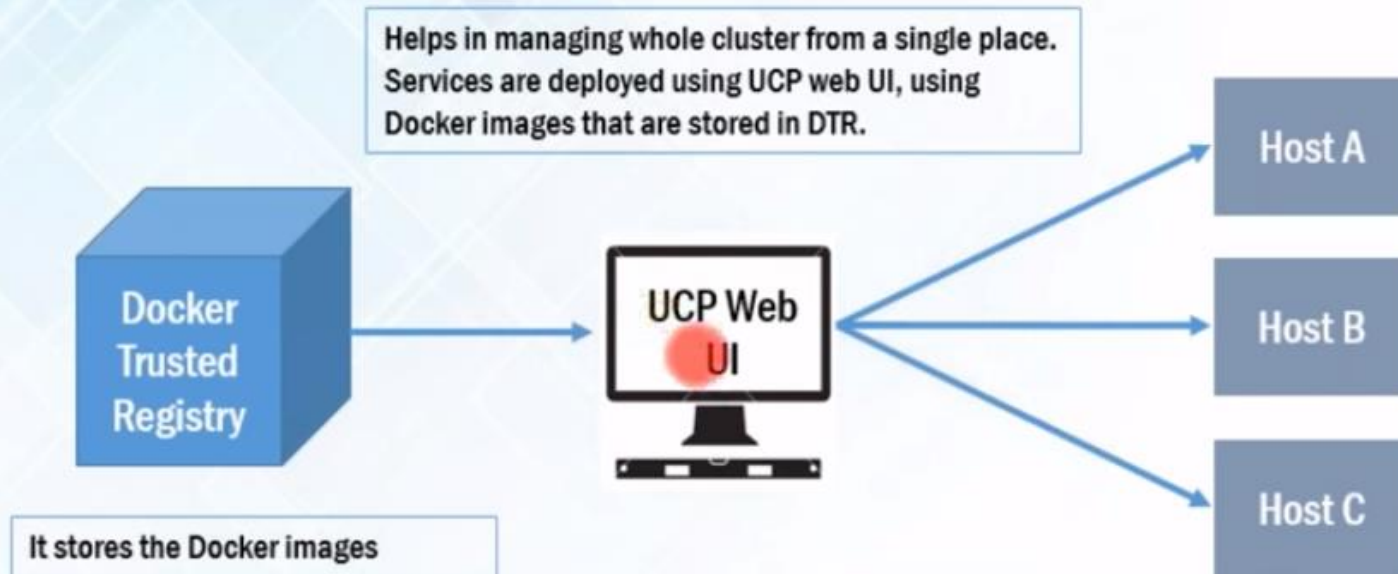 Helps in managing whole cluster from a single place.
Services are deployed using UCP web UI, using
Docker images that are stored in DTR.
Docker
Trusted
Registry
UCP Web
UI
Host A
Host B
Host C
It stores the Docker images